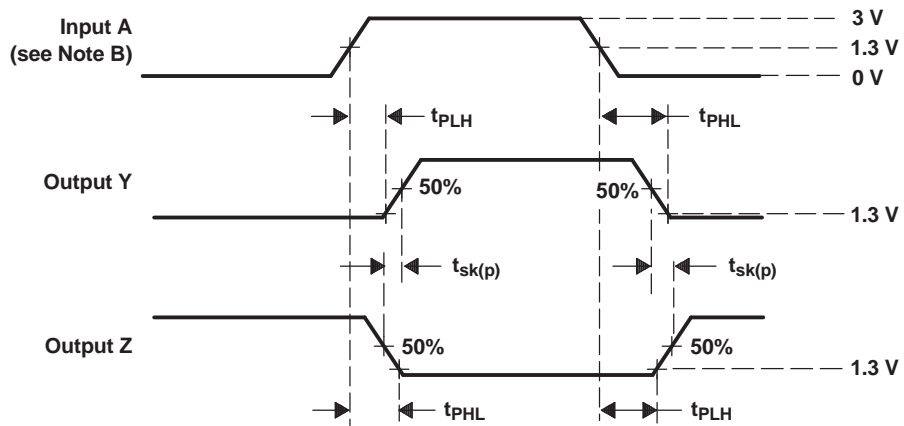 Input A
(see Note B)
3 V
1.3 V
0 V
tPLH
tPHL
Output Y
50%
50%
1.3 V
tsk(p)
tsk(p)
Output Z
50%
50%
1.3 V
tPHL
tPLH